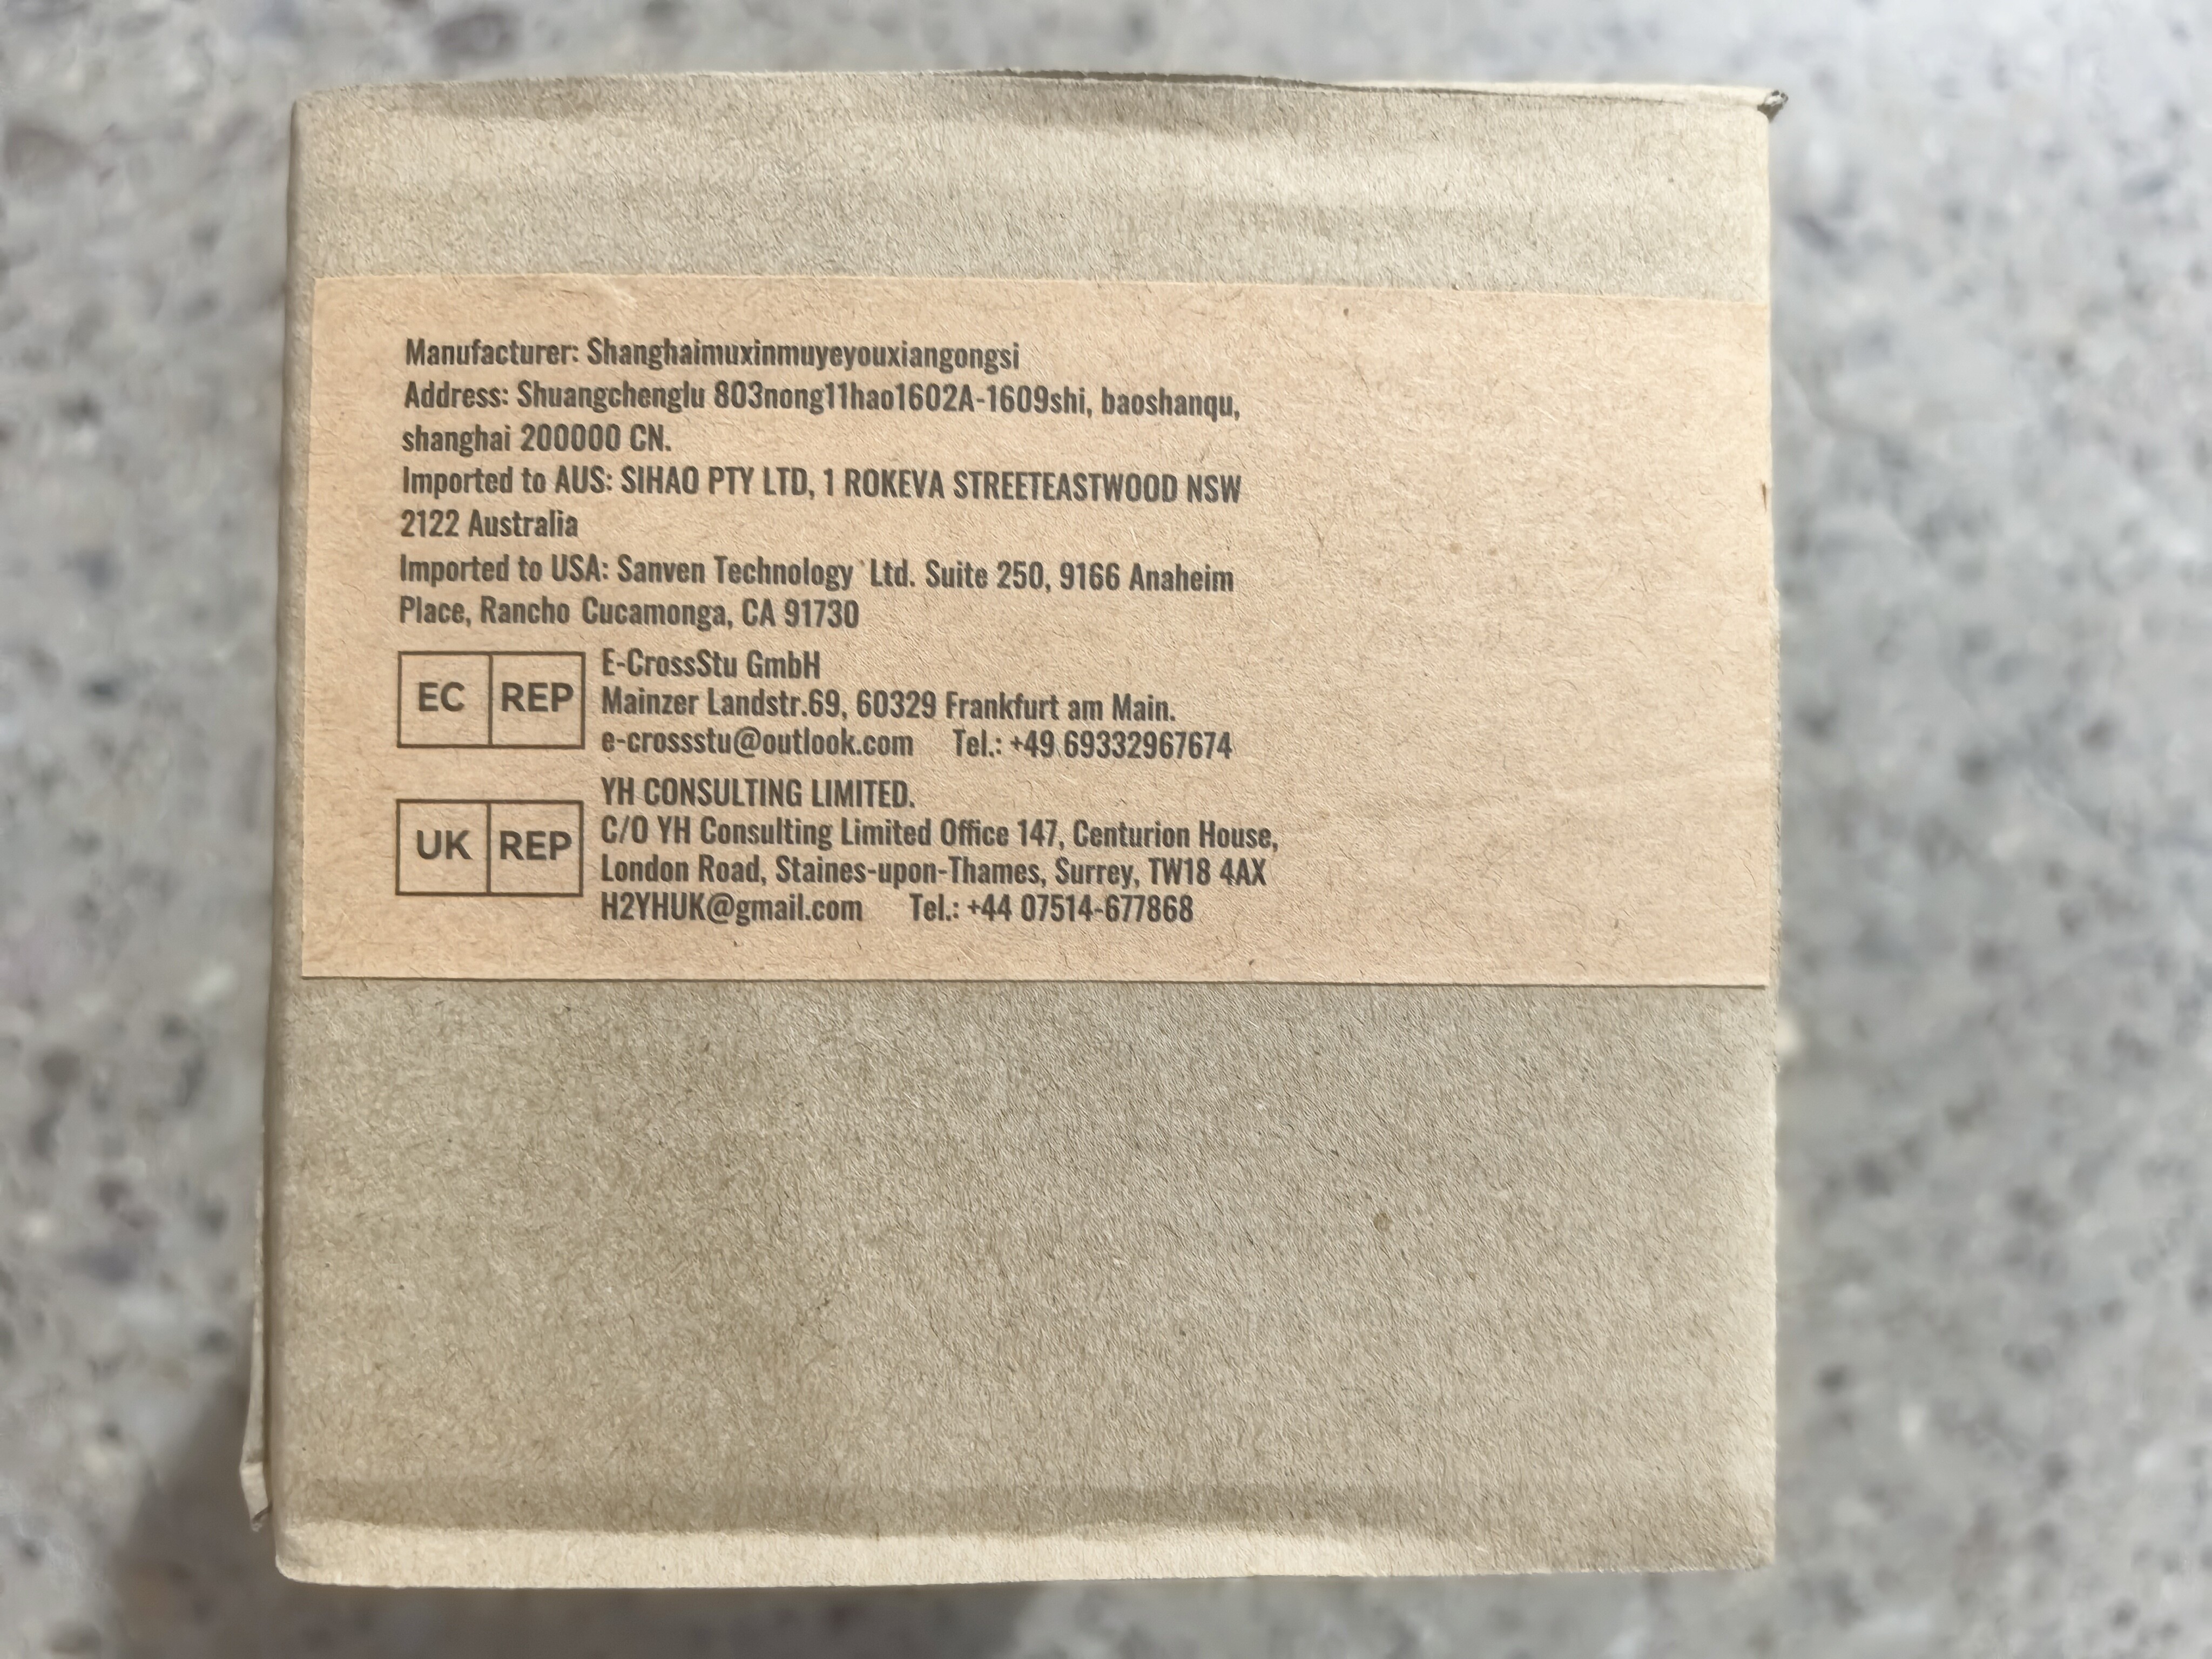 Manufacturer: Shanghaimuxinmuyeyouxiangongsi
Address: Shuangchenglu 803nong11hao1602A-1609shi, baoshanqu,
shanghai 200000 CN.
Imported to AUS: SIHAO PTY LTD, 1 ROKEVA STREETEASTWOOD NSW
2122 Australia
Imported to USA: Sanven Technology Ltd. Suite 250, 9166 Anaheim
Place, Rancho Cucamonga, CA 91730
EC REP
E-CrossStu GmbH
Mainzer Landstr.69, 60329 Frankfurt am Main.
e-crossstu@outlook.com Tel.: +49 69332967674
UK REP
YH CONSULTING LIMITED.
C/O YH Consulting Limited Office 147, Centurion House,
London Road, Staines-upon-Thames, Surrey, TW18 4AX
H2YHUK@gmail.com Tel.: +44 07514-677868